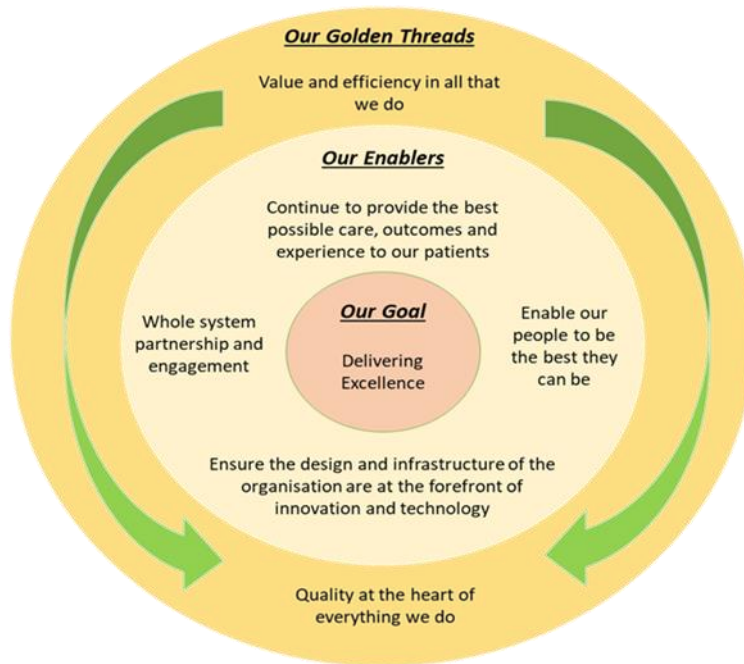 Our Golden Threads
Value and efficiency in all that
we do
Our Enablers
Continue to provide the best
possible care, outcomes and
experience to our patients
Whole system
partnership and
engagement
Our Goal
Delivering
Excellence
Enable our
people to be
the best they
can be
Ensure the design and infrastructure of the
organisation are at the forefront of
innovation and technology
Quality at the heart of
everything we do